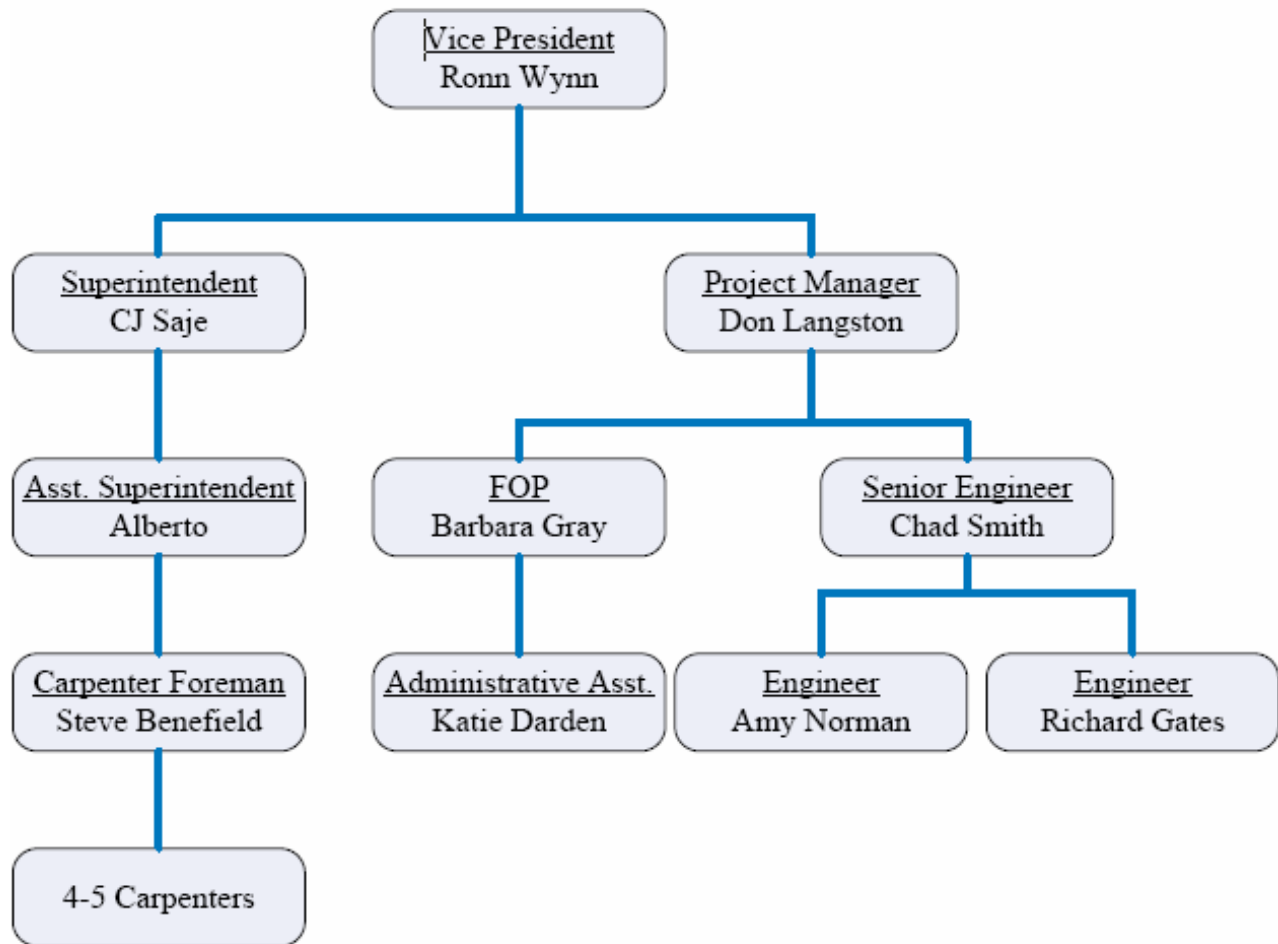 Vice President
Ronn Wynn
Superintendent
CJ Saje
Project Manager
Don Langston
Asst. Superintendent
Alberto
FOP
Barbara Gray
Senior Engineer
Chad Smith
Carpenter Foreman
Steve Benefield
Administrative Asst.
Katie Darden
Engineer
Amy Norman
Engineer
Richard Gates
4-5 Carpenters